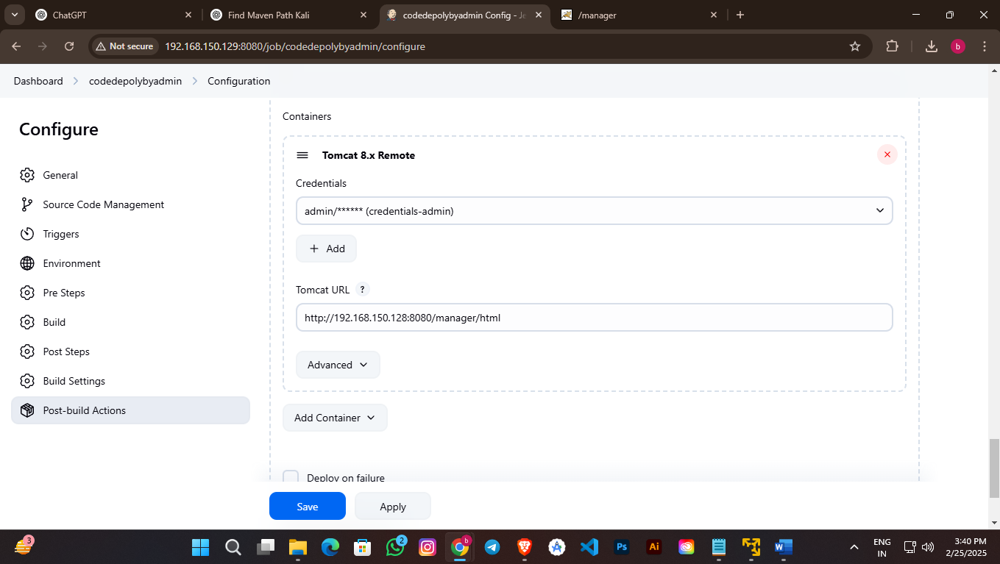 ChatGPT
Find Maven Path Kali
codedepolybyadmin Config - Je
/manager
Not secure
192.168.150.129:8080/job/codedepolybyadmin/configure
b
Dashboard
codedepolybyadmin
Configuration
Configure
General
Source Code Management
Triggers
Environment
Pre Steps
Build
Post Steps
Build Settings
Post-build Actions
Containers
Tomcat 8.x Remote
Credentials
admin/****** (credentials-admin)
+ Add
Tomcat URL ?
http://192.168.150.128:8080/manager/html
Advanced
Add Container
Deploy on failure
Save
Apply
3
2
b
Ps
Ai
W
ENG
IN
3:40 PM
2/25/2025